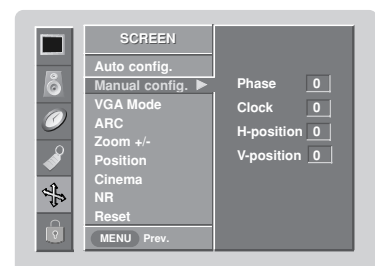 SCREEN
Auto config.
Manual config. ▶
VGA Mode
ARC
Zoom +/-
Position
Cinema
NR
Reset
MENU Prev.
Phase 0
Clock 0
H-position 0
V-position 0